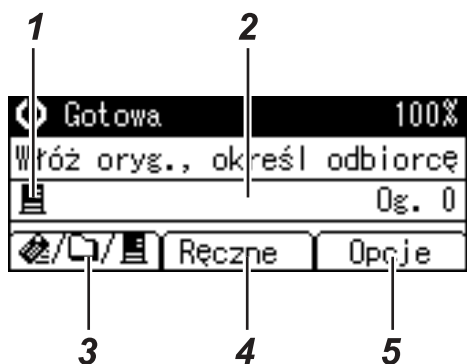 1 2
Gotowa 100%
Włóż oryg., określ odbiorcę
Og. 0
Ręczne Opcje
3 4 5